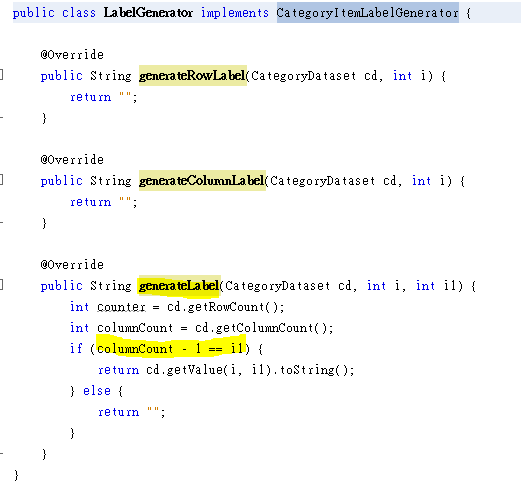 public class LabelGenerator implements CategoryItemLabelGenerator {
@Override
public String generateRowLabel(CategoryDataset cd, int i) {
return "";
}
@Override
public String generateColumnLabel(CategoryDataset cd, int i) {
return "";
}
@Override
public String generateLabel(CategoryDataset cd, int i, int i1) {
int counter = cd.getRowCount();
int columnCount = cd.getColumnCount();
if (columnCount - 1 == i1) {
return cd.getValue(i, i1).toString();
} else {
return "";
}
}
}